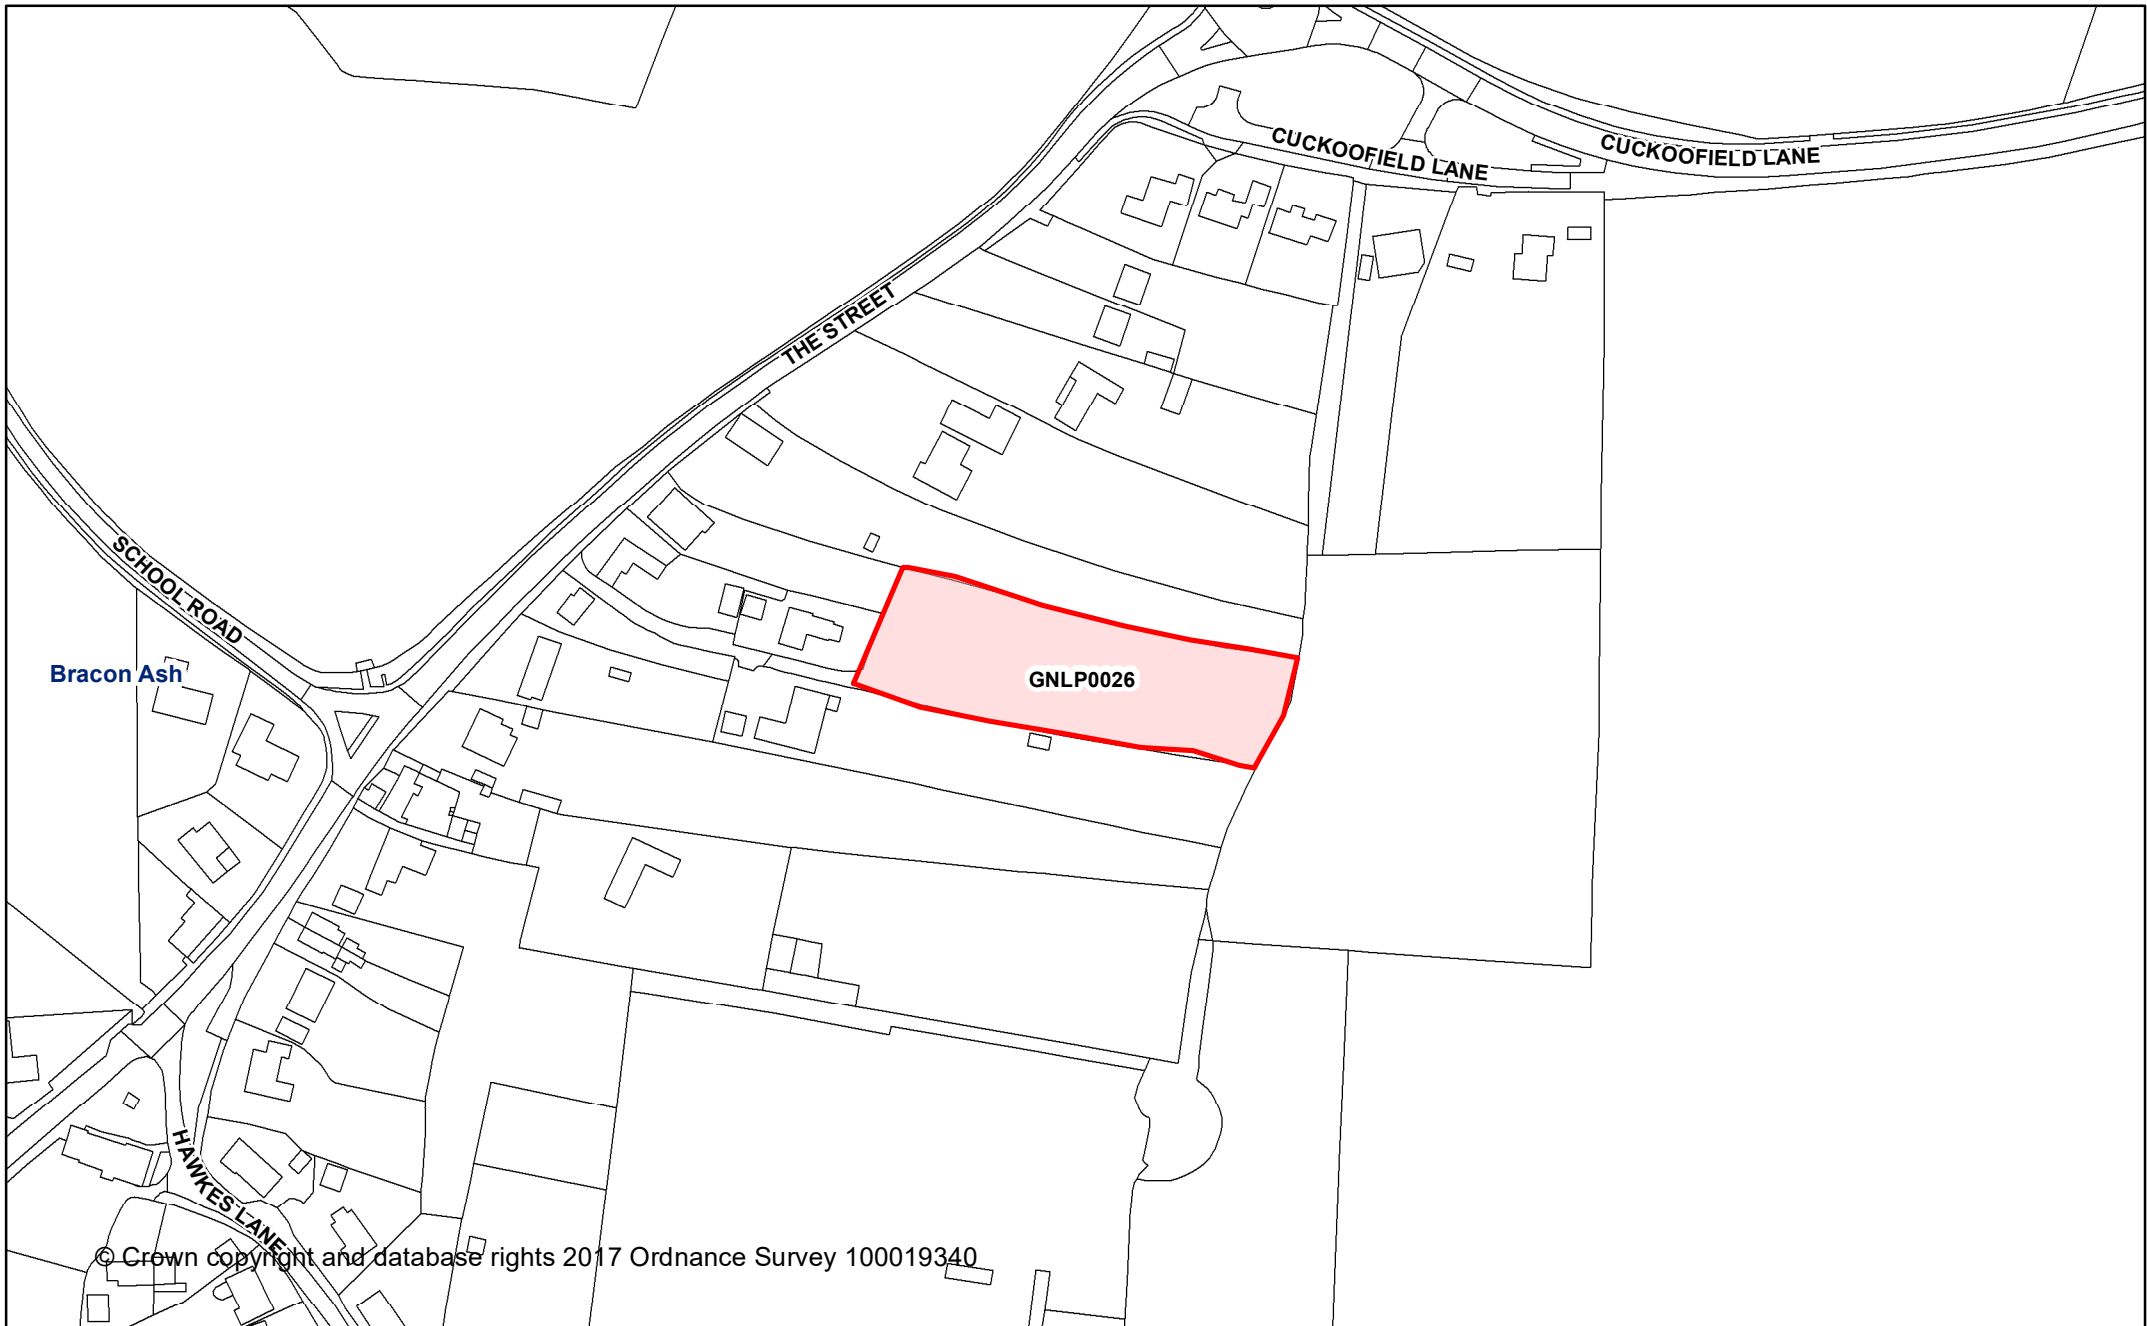 CUCKOOFIELD LANE
CUCKOOFIELD LANE
THE STREET
SCHOOL ROAD
Bracon Ash
GNLP0026
HAWKES LANE
© Crown copyright and database rights 2017 Ordnance Survey 100019340